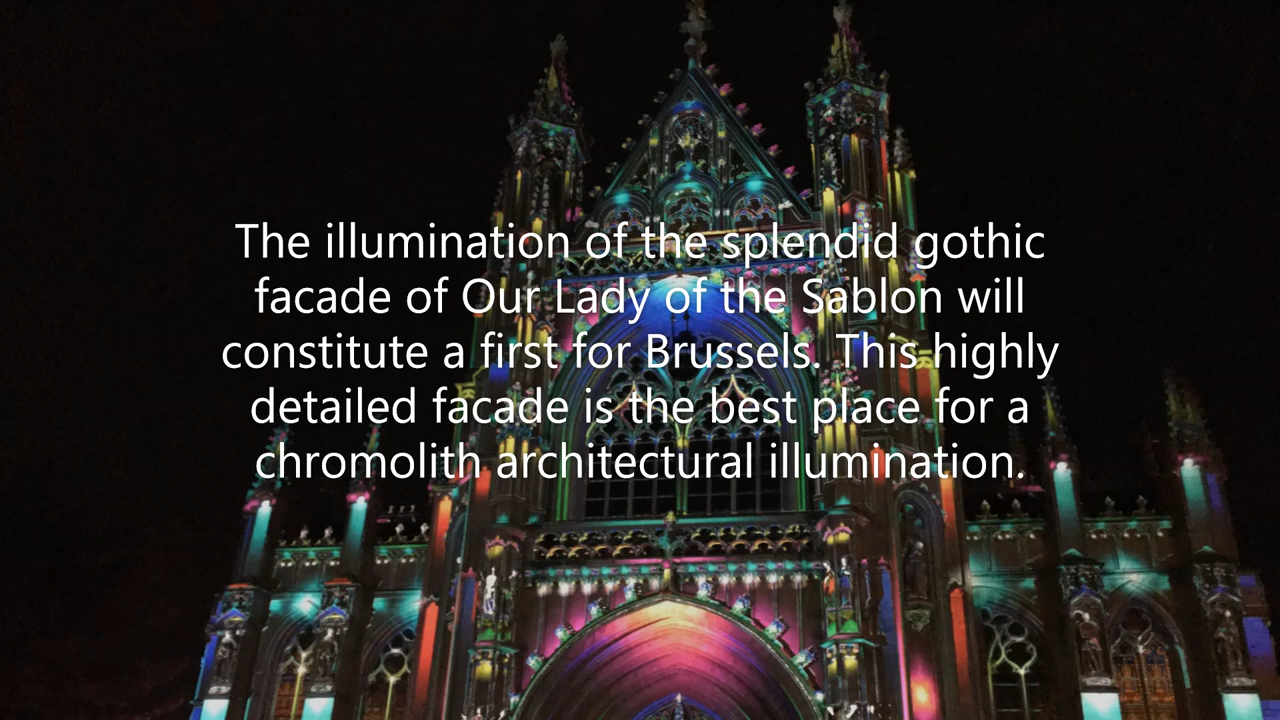 The illumination of the splendid gothic
facade of Our Lady of the Sablon will
constitute a first for Brussels. This highly
detailed facade is the best place for a
chromolith architectural illumination.